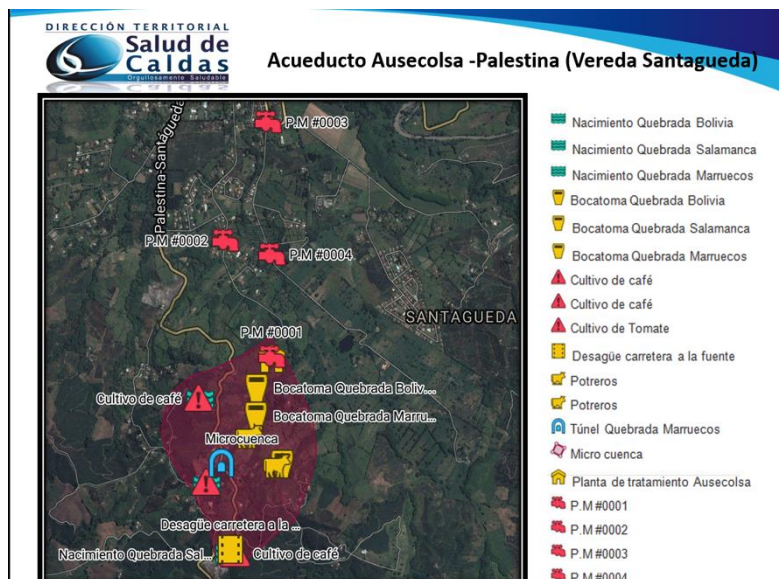 DIRECCIÓN TERRITORIAL
Salud de
Caldas
Orgullosamente Saludable
Acueducto Ausecolsa -Palestina (Vereda Santagueda)
Palestina-Santagueda
P.M #0003
P.M #0002
P.M #0004
SANTAGUEDA
P.M #0001
Bocatoma Quebrada Boliv...
Cultivo de café
Bocatoma Quebrada Marru...
Microcuenca
Desagüe carretera a la ...
Nacimiento Quebrada Sal...
Cultivo de café
Nacimiento Quebrada Bolivia
Nacimiento Quebrada Salamanca
Nacimiento Quebrada Marruecos
Bocatoma Quebrada Bolivia
Bocatoma Quebrada Salamanca
Bocatoma Quebrada Marruecos
Cultivo de café
Cultivo de café
Cultivo de Tomate
Desagüe carretera a la fuente
Potreros
Potreros
Túnel Quebrada Marruecos
Micro cuenca
Planta de tratamiento Ausecolsa
P.M #0001
P.M #0002
P.M #0003
P.M #0004